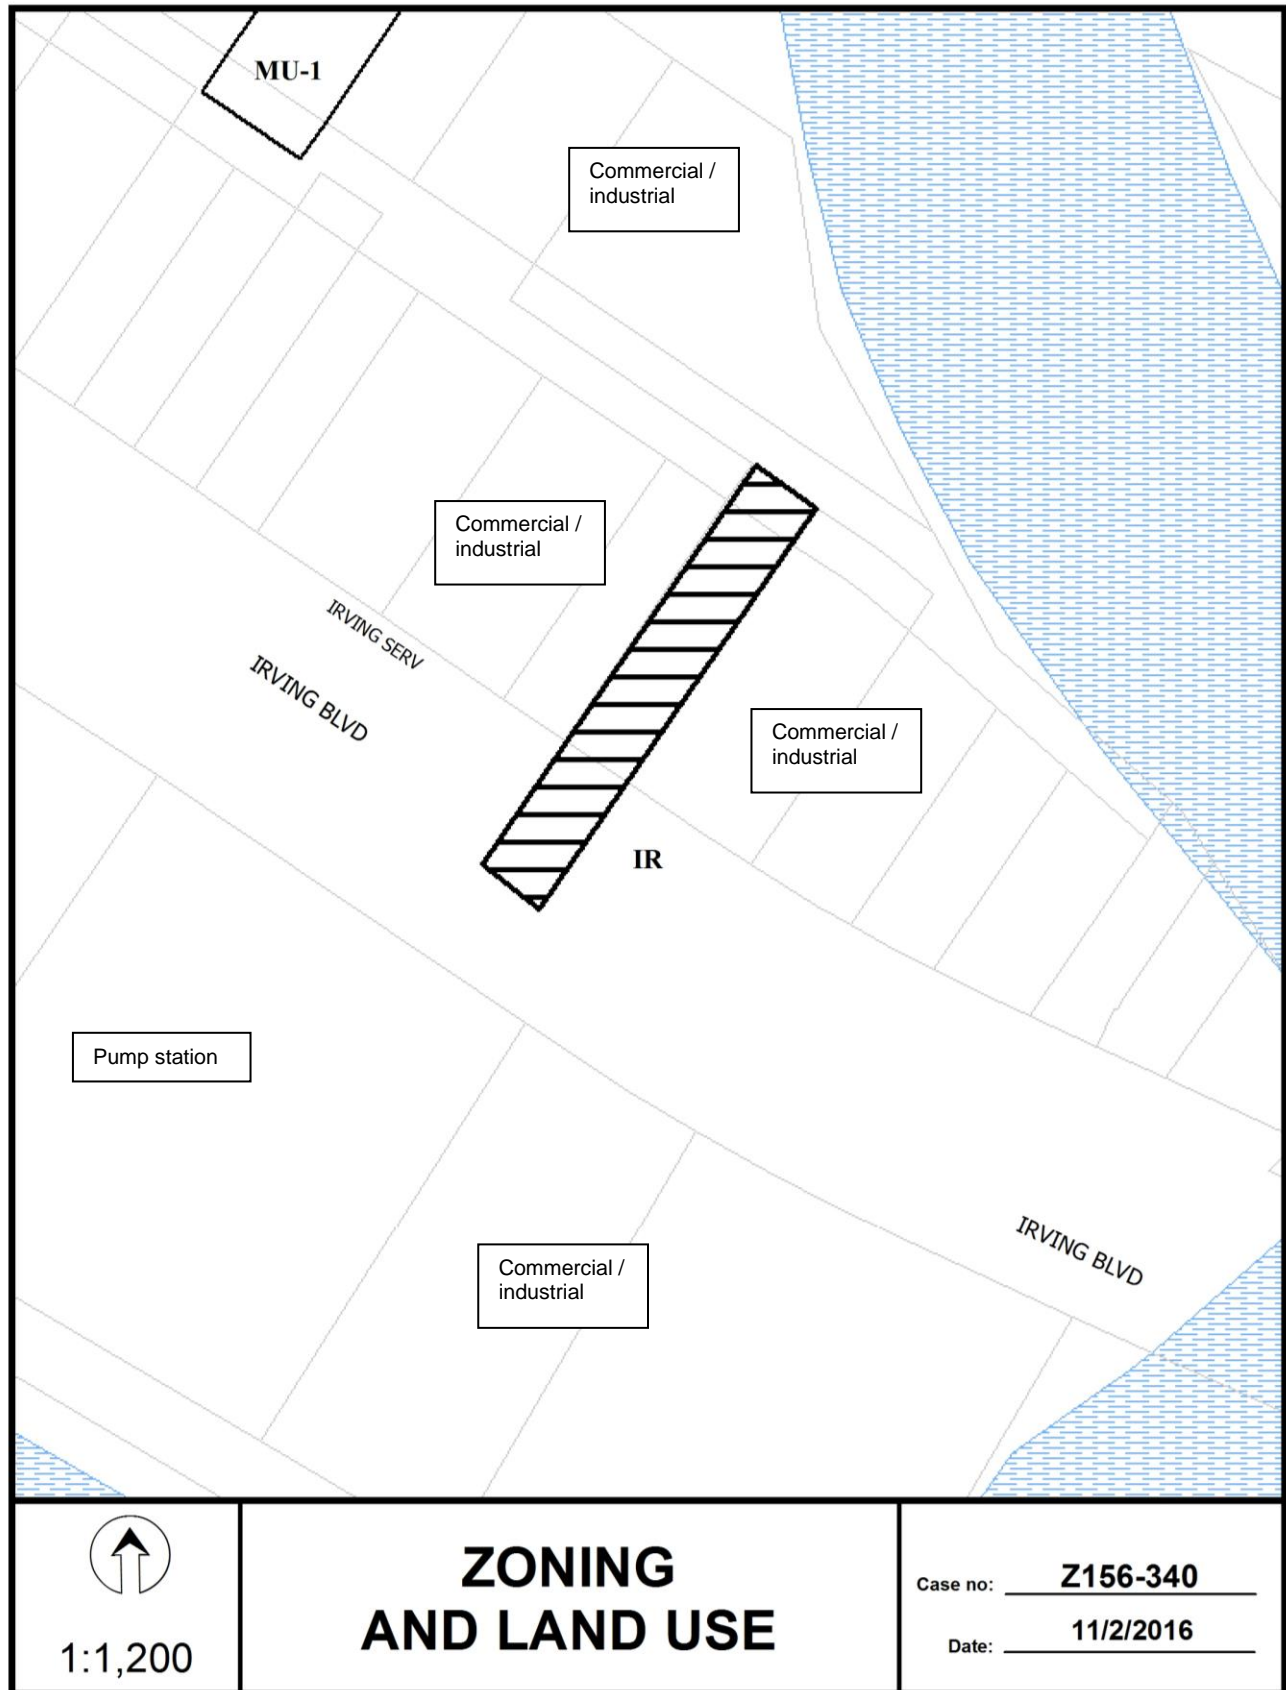 MU-1
Commercial /
industrial
Commercial /
industrial
IRVING SERV
IRVING BLVD
Commercial /
industrial
IR
Pump station
IRVING BLVD
Commercial /
industrial
1:1,200
ZONING
AND LAND USE
Case no: Z156-340
Date: 11/2/2016